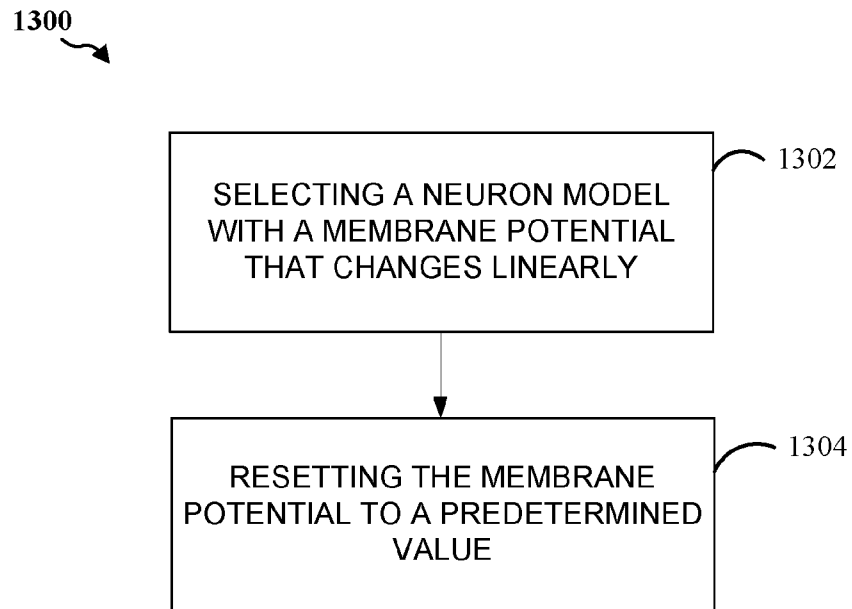 1300
SELECTING A NEURON MODEL
WITH A MEMBRANE POTENTIAL
THAT CHANGES LINEARLY
1302
RESETTING THE MEMBRANE
POTENTIAL TO A PREDETERMINED
VALUE
1304